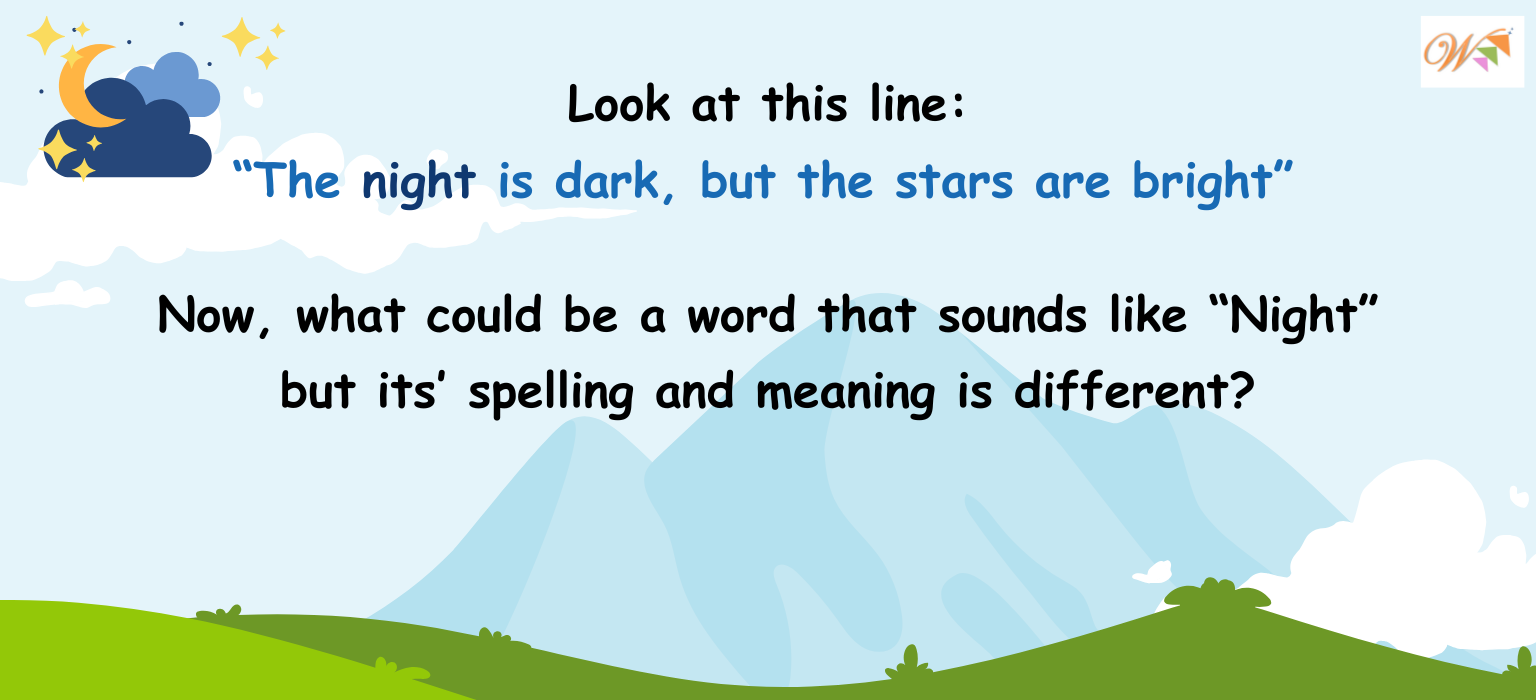 Look at this line:
“The night is dark, but the stars are bright”
Now, what could be a word that sounds like “Night”
but its’ spelling and meaning is different?
W